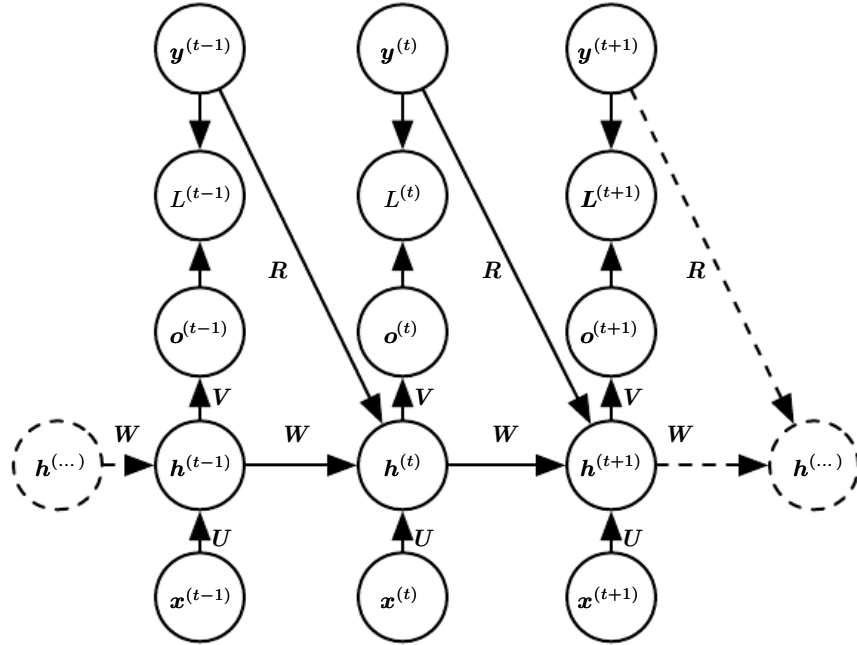 y^(t−1) y^(t) y^(t+1)
L^(t−1) L^(t) L^(t+1)
R R R
o^(t−1) o^(t) o^(t+1)
V V V
W W W W
h^(...) h^(t−1) h^(t) h^(t+1) h^(...)
U U U
x^(t−1) x^(t) x^(t+1)